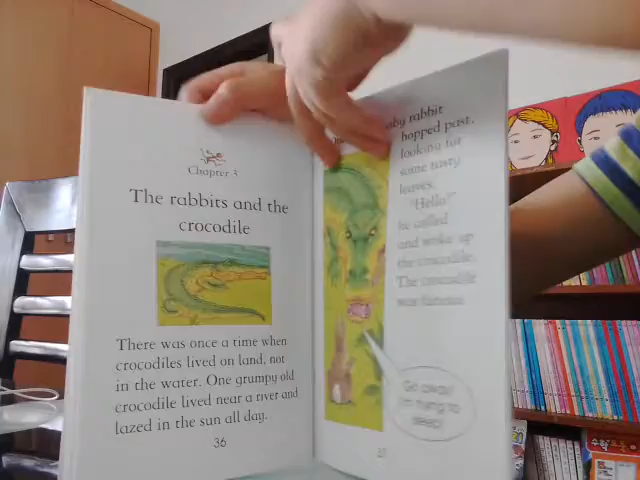 Chapter 3
The rabbits and the
crocodile
There was once a time when
crocodiles lived on land, not
in the water. One grumpy old
crocodile lived near a river and
lazed in the sun all day.
36
baby rabbit
hopped past,
looking for
some tasty
leaves.
"Hello!"
he called
and woke up
the crocodile.
The crocodile
was furious.
Go away!
I'm trying to
sleep!
37